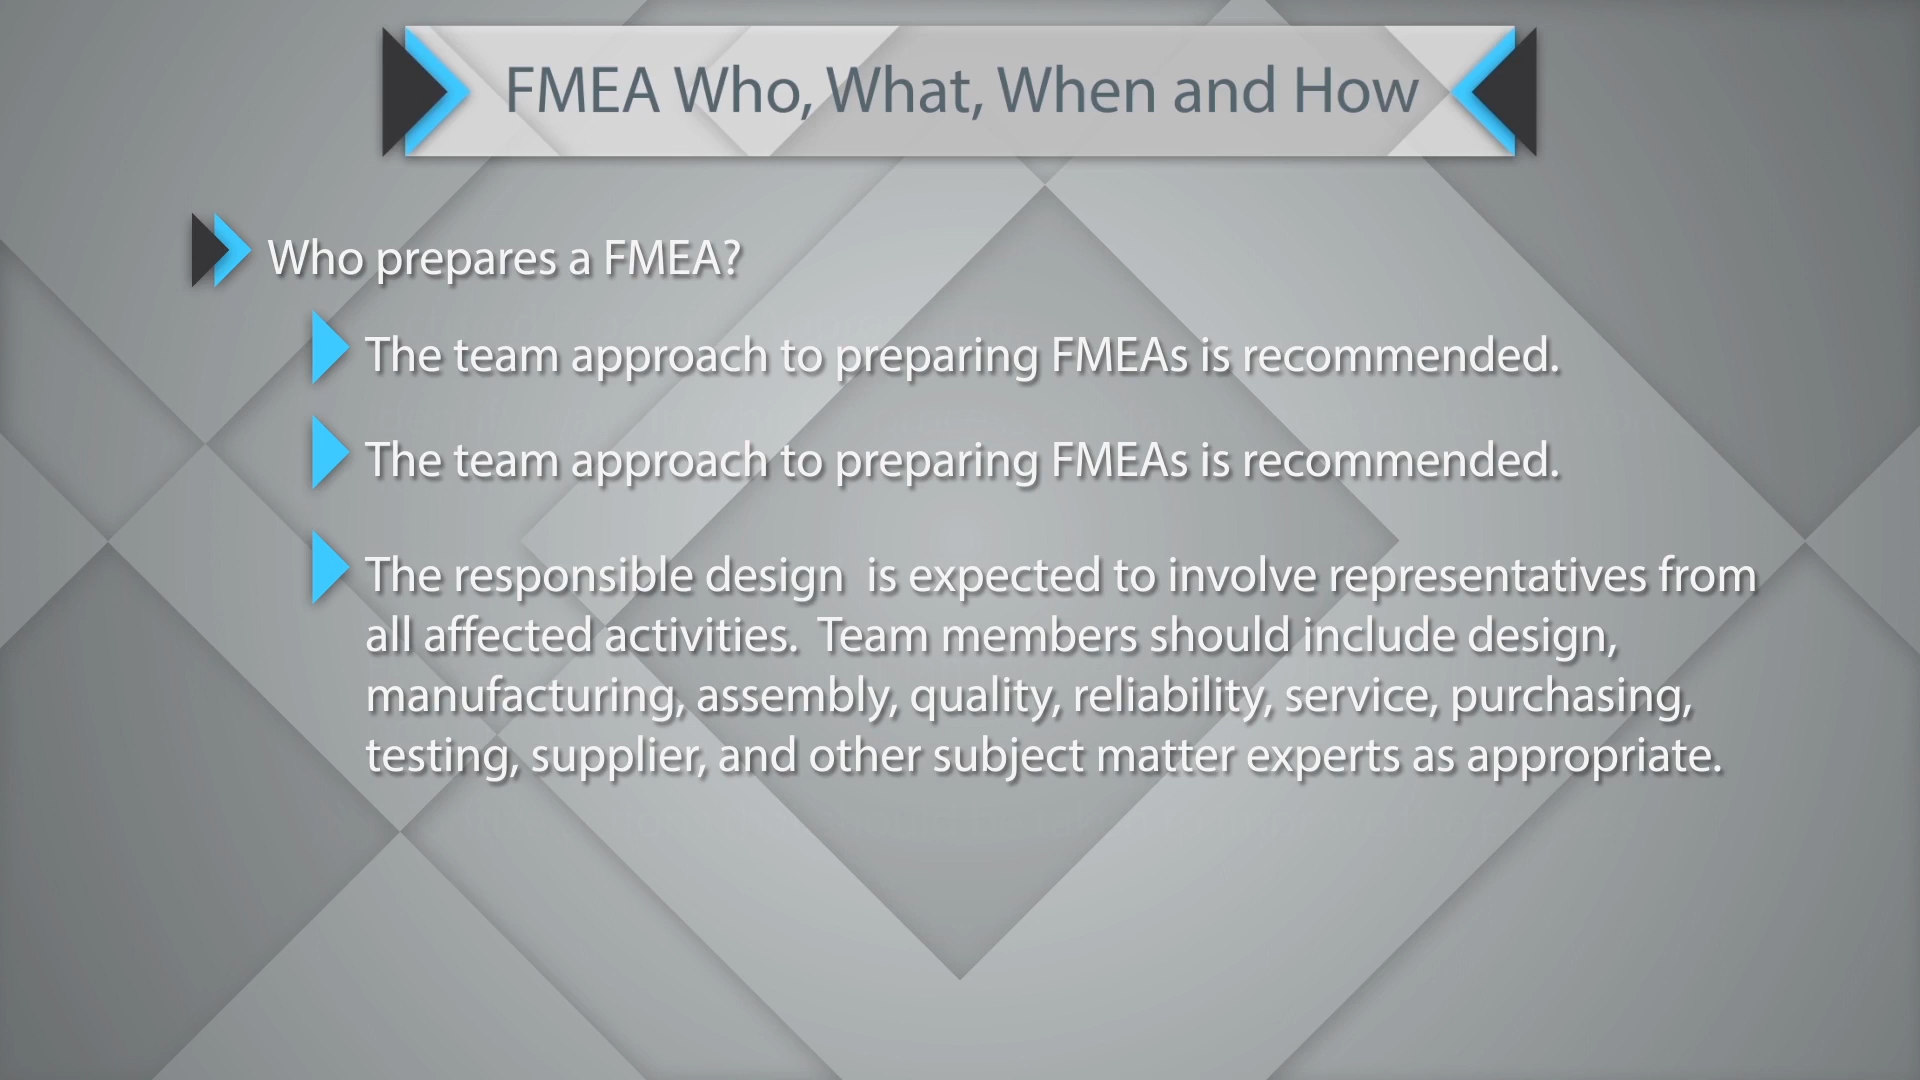 FMEA Who, What, When and How
Who prepares a FMEA?
The team approach to preparing FMEAs is recommended.
The team approach to preparing FMEAs is recommended.
The responsible design  is expected to involve representatives from
all affected activities.  Team members should include design,
manufacturing, assembly, quality, reliability, service, purchasing,
testing, supplier, and other subject matter experts as appropriate.